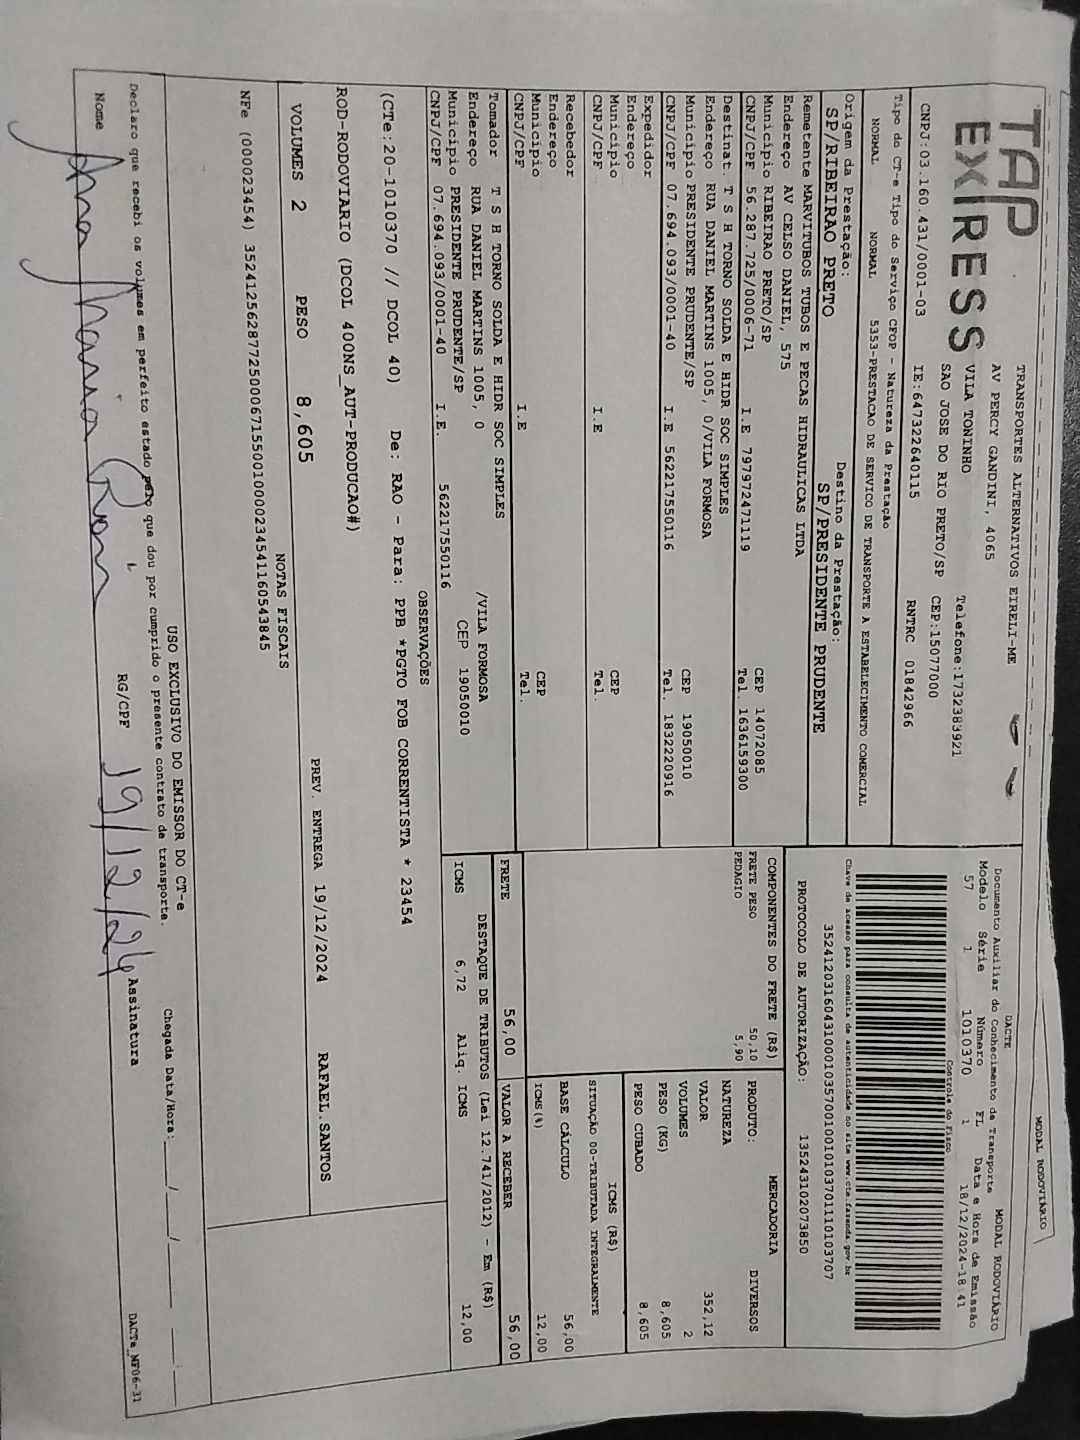 MODAL RODOVIÁRIO
TAP
EXPRESS
TRANSPORTES ALTERNATIVOS EIRELI-ME
AV PERCY GANDINI, 4065
VILA TONINHO
Telefone:1732383921
SAO JOSE DO RIO PRETO/SP CEP:15077000
CNPJ:03.160.431/0001-03 IE:647322640115 RNTRC 01842966
DACTE MODAL RODOVIÁRIO
Documento Auxiliar do Conhecimento de Transporte
Modelo Série Número FL Data e Hora de Emissão
57 1 1010370 1 18/12/2024-18:41
Controle do Fisco
Chave de acesso para consulta de autenticidade no site www.cte.fazenda.gov.br
35241203160431000103570010010103701110103707
PROTOCOLO DE AUTORIZAÇÃO: 135243102073850
Tipo do CT-e Tipo do Serviço CFOP - Natureza da Prestação
NORMAL NORMAL 5353-PRESTACAO DE SERVICO DE TRANSPORTE A ESTABELECIMENTO COMERCIAL
Origem da Prestação: Destino da Prestação:
SP/RIBEIRAO PRETO SP/PRESIDENTE PRUDENTE
Remetente MARVITUBOS TUBOS E PECAS HIDRAULICAS LTDA
Endereço AV CELSO DANIEL, 575
Município RIBEIRAO PRETO/SP CEP 14072085
CNPJ/CPF 56.287.725/0006-71 I.E 797972471119 Tel. 1636159300
Destinat. T S H TORNO SOLDA E HIDR SOC SIMPLES
Endereço RUA DANIEL MARTINS 1005, 0/VILA FORMOSA
Município PRESIDENTE PRUDENTE/SP CEP 19050010
CNPJ/CPF 07.694.093/0001-40 I.E 562217550116 Tel. 1832220916
Expedidor
Endereço
Município CEP
CNPJ/CPF I.E Tel.
Recebedor
Endereço
Município CEP
CNPJ/CPF I.E Tel.
Tomador T S H TORNO SOLDA E HIDR SOC SIMPLES
Endereço RUA DANIEL MARTINS 1005, 0 /VILA FORMOSA
Município PRESIDENTE PRUDENTE/SP CEP 19050010
CNPJ/CPF 07.694.093/0001-40 I.E. 562217550116
COMPONENTES DO FRETE (R$)
FRETE PESO 50,10
PEDAGIO 5,90
PRODUTO: MERCADORIA
NATUREZA DIVERSOS
VALOR 352,12
VOLUMES 2
PESO (KG) 8,605
PESO CUBADO 8,605
ICMS (R$)
SITUAÇÃO 00-TRIBUTADA INTEGRALMENTE
BASE CÁLCULO 56,00
ICMS(%) 12,00
FRETE 56,00 VALOR A RECEBER 56,00
DESTAQUE DE TRIBUTOS (Lei 12.741/2012) - Em (R$)
ICMS 6,72 Aliq. ICMS 12,00
OBSERVAÇÕES
(CTe:20-1010370 // DCOL 40) De: RAO - Para: PPB *PGTO FOB CORRENTISTA * 23454
ROD-RODOVIARIO (DCOL 400NS_AUT-PRODUCAO#)
PREV. ENTREGA 19/12/2024 RAFAEL.SANTOS
VOLUMES 2 PESO 8,605
NOTAS FISCAIS
NFe (000023454) 35241256287725000671550010000234541160543845
USO EXCLUSIVO DO EMISSOR DO CT-e
Declaro que recebi os volumes em perfeito estado pelo que dou por cumprido o presente contrato de transporte.
Chegada Data/Hora:___/___/___ ___:___
Nome RG/CPF 19/12/24 Assinatura
DACTe_MF06-31